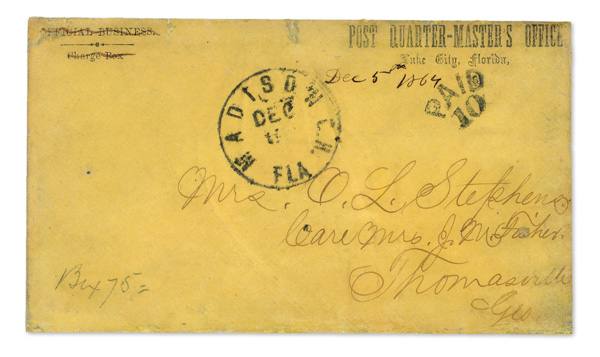 OFFICIAL BUSINESS.
Charge Box
POST QUARTER-MASTER'S OFFICE
Lake City, Florida,
Dec 5th 1864
PAID
10
MADISON C.H.
DEC
FLA
Mrs. O. L. Stephens
Care Mrs. J. M. Fisher.
Thomasville
Geo.
Box 75